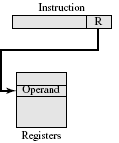 Instruction
R
Operand
Registers